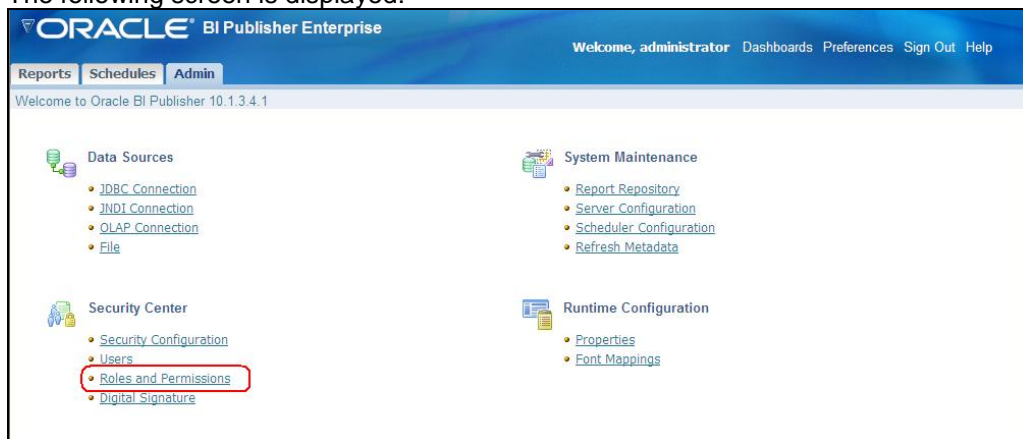 The following screen is displayed:
ORACLE® BI Publisher Enterprise
Welcome, administrator Dashboards Preferences Sign Out Help
Reports Schedules Admin
Welcome to Oracle BI Publisher 10.1.3.4.1
Data Sources
JDBC Connection
JNDI Connection
OLAP Connection
File
System Maintenance
Report Repository
Server Configuration
Scheduler Configuration
Refresh Metadata
Security Center
Security Configuration
Users
Roles and Permissions
Digital Signature
Runtime Configuration
Properties
Font Mappings